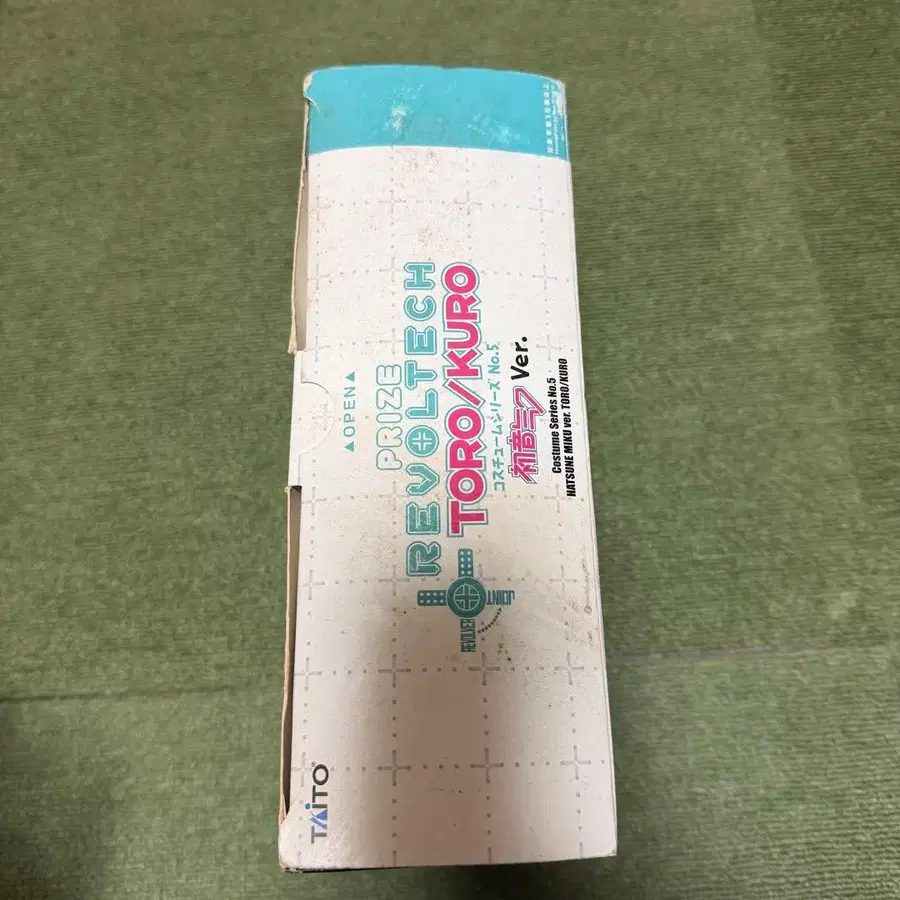 ▲OPEN▲
PRIZE
REVOLTECH
TORO/KURO
コスチュームシリーズ No.5
初音ミク Ver.
Costume Series No.5
HATSUNE MIKU ver. TORO/KURO
REVOLVER
JOINT
TAITO